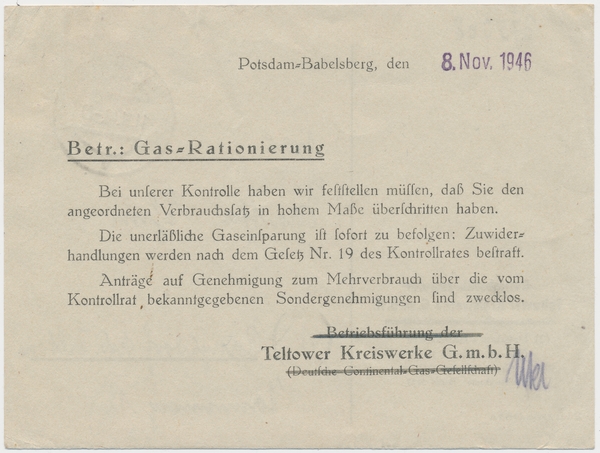 Potsdam-Babelsberg, den 8. Nov. 1946
Betr.: Gas-Rationierung
Bei unserer Kontrolle haben wir feststellen müssen, daß Sie den
angeordneten Verbrauchssatz in hohem Maße überschritten haben.
Die unerläßliche Gaseinsparung ist sofort zu befolgen: Zuwider-
handlungen werden nach dem Gesetz Nr. 19 des Kontrollrates bestraft.
Anträge auf Genehmigung zum Mehrverbrauch über die vom
Kontrollrat bekanntgegebenen Sondergenehmigungen sind zwecklos.
Betriebsführung der
Teltower Kreiswerke G.m.b.H.
(Deutsche Continental-Gas-Gesellschaft)